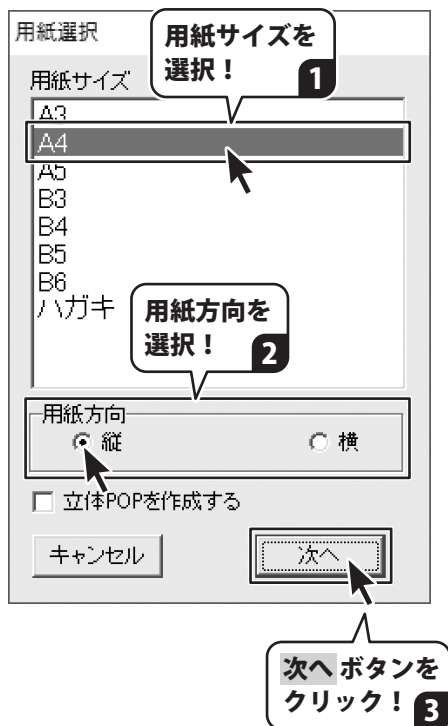 用紙選択
用紙サイズを
選択！
1
用紙サイズ
A3
A4
A5
B3
B4
B5
B6
ハガキ
用紙方向を
選択！
2
用紙方向
縦
横
立体POPを作成する
キャンセル
次へ
次へ ボタンを
クリック！
3